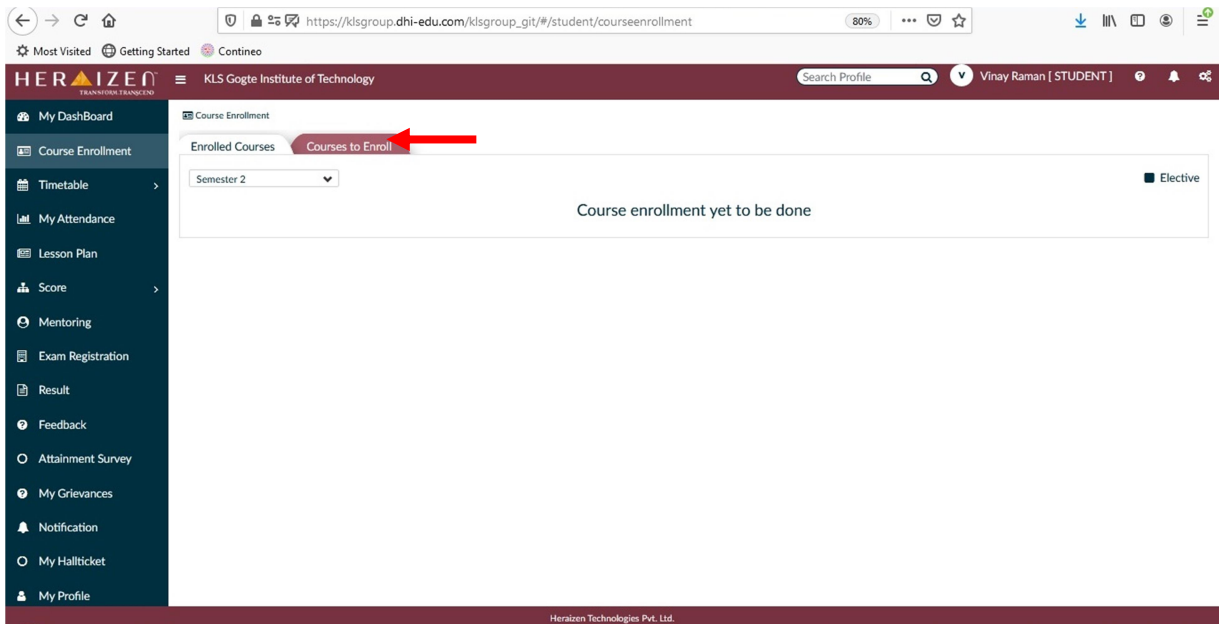 https://klsgroup.dhi-edu.com/klsgroup_git/#/student/courseenrollment 80%
Most Visited Getting Started Contineo
HERAIZEN
TRANSFORM.TRANSCEND
KLS Gogte Institute of Technology
Search Profile
V Vinay Raman [ STUDENT ]
My DashBoard
Course Enrollment
Timetable
My Attendance
Lesson Plan
Score
Mentoring
Exam Registration
Result
Feedback
Attainment Survey
My Grievances
Notification
My Hallticket
My Profile
Course Enrollment
Enrolled Courses Courses to Enroll
Semester 2 Elective
Course enrollment yet to be done
Heraizen Technologies Pvt. Ltd.